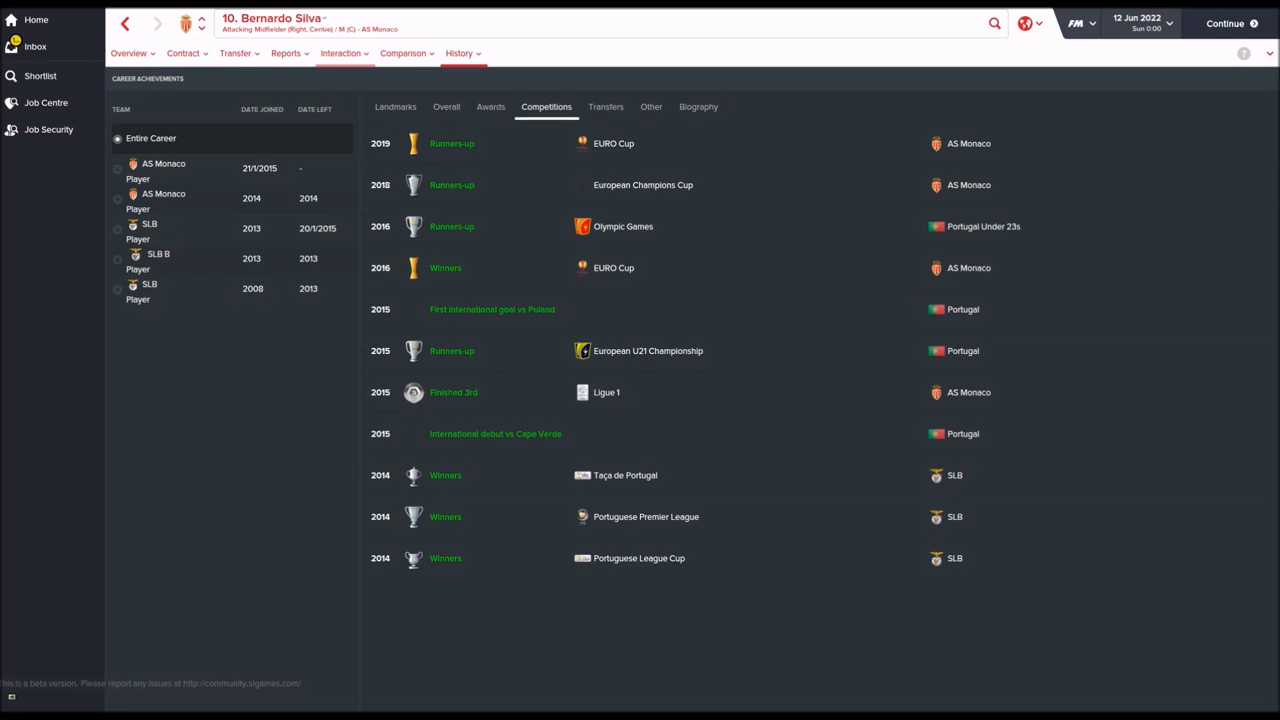 Home
Inbox
Shortlist
Job Centre
Job Security
10. Bernardo Silva
Attacking Midfielder (Right, Centre) / M (C) - AS Monaco
FM
12 Jun 2022
Sun 0:00
Continue
Overview
Contract
Transfer
Reports
Interaction
Comparison
History
?
CAREER ACHIEVEMENTS
TEAM DATE JOINED DATE LEFT
Entire Career
AS Monaco
Player
21/1/2015 -
AS Monaco
Player
2014 2014
SLB
Player
2013 20/1/2015
SLB B
Player
2013 2013
SLB
Player
2008 2013
Landmarks Overall Awards Competitions Transfers Other Biography
2019 Runners-up EURO Cup AS Monaco
2018 Runners-up European Champions Cup AS Monaco
2016 Runners-up Olympic Games Portugal Under 23s
2016 Winners EURO Cup AS Monaco
2015 First International goal vs Poland Portugal
2015 Runners-up European U21 Championship Portugal
2015 Finished 3rd Ligue 1 AS Monaco
2015 International debut vs Cape Verde Portugal
2014 Winners Taça de Portugal SLB
2014 Winners Portuguese Premier League SLB
2014 Winners Portuguese League Cup SLB
This is a beta version. Please report any issues at http://community.sigames.com/